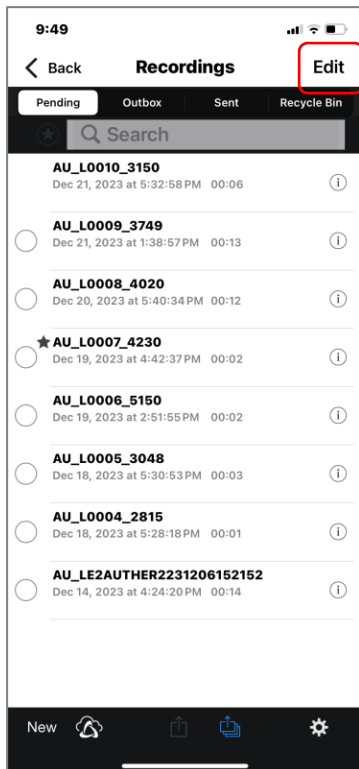 9:49
Back Recordings Edit
Pending Outbox Sent Recycle Bin
Search
AU_L0010_3150
Dec 21, 2023 at 5:32:58 PM 00:06
AU_L0009_3749
Dec 21, 2023 at 1:38:57 PM 00:13
AU_L0008_4020
Dec 20, 2023 at 5:40:34 PM 00:12
AU_L0007_4230
Dec 19, 2023 at 4:42:37 PM 00:02
AU_L0006_5150
Dec 19, 2023 at 2:51:55 PM 00:02
AU_L0005_3048
Dec 18, 2023 at 5:30:53 PM 00:03
AU_L0004_2815
Dec 18, 2023 at 5:28:18 PM 00:01
AU_LE2AUTHER2231206152152
Dec 14, 2023 at 4:24:20 PM 00:14
New